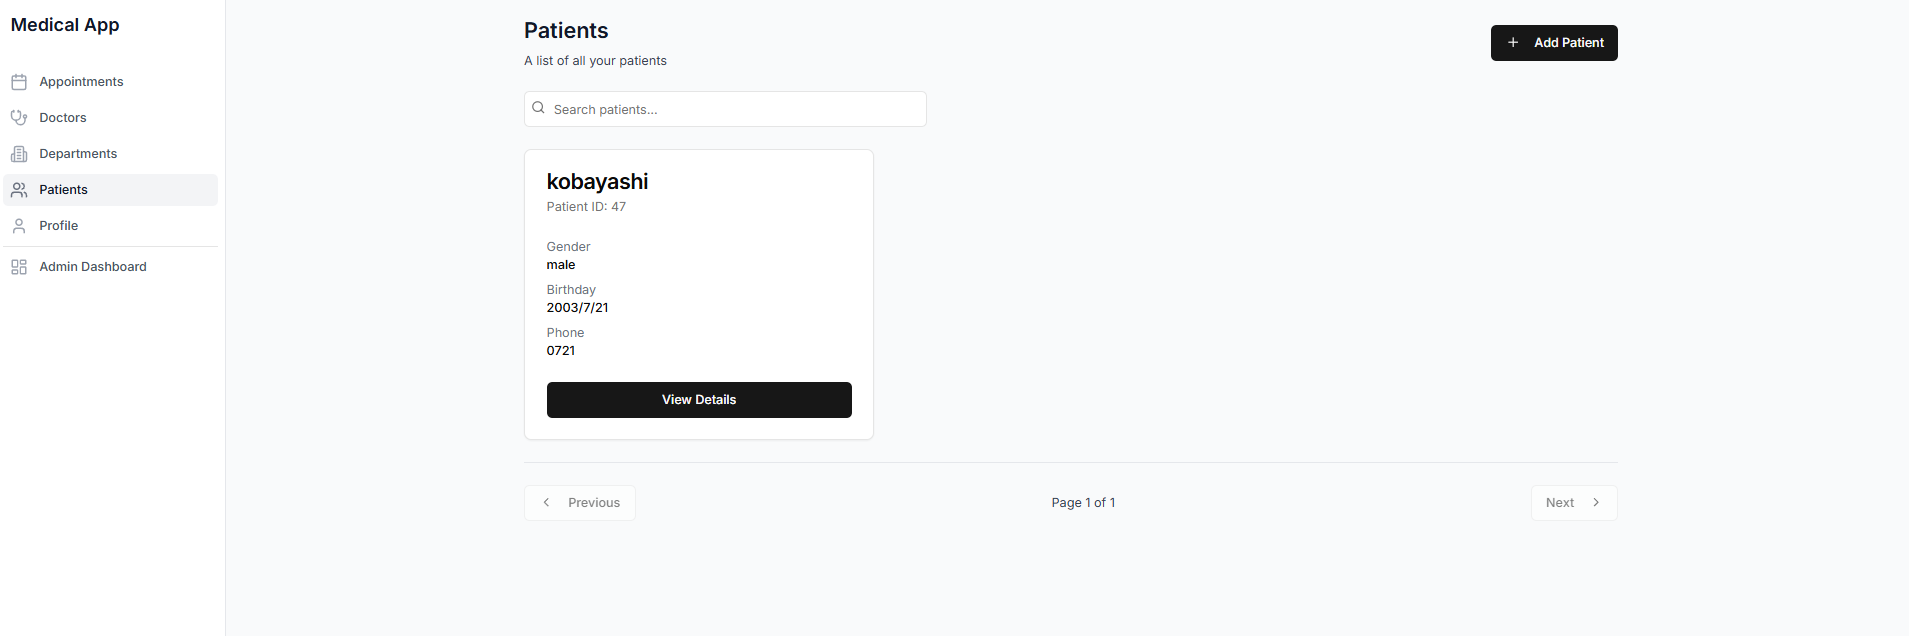 Medical App
Appointments
Doctors
Departments
Patients
Profile
Admin Dashboard
Patients
A list of all your patients
Add Patient
Search patients...
kobayashi
Patient ID: 47
Gender
male
Birthday
2003/7/21
Phone
0721
View Details
Previous
Page 1 of 1
Next